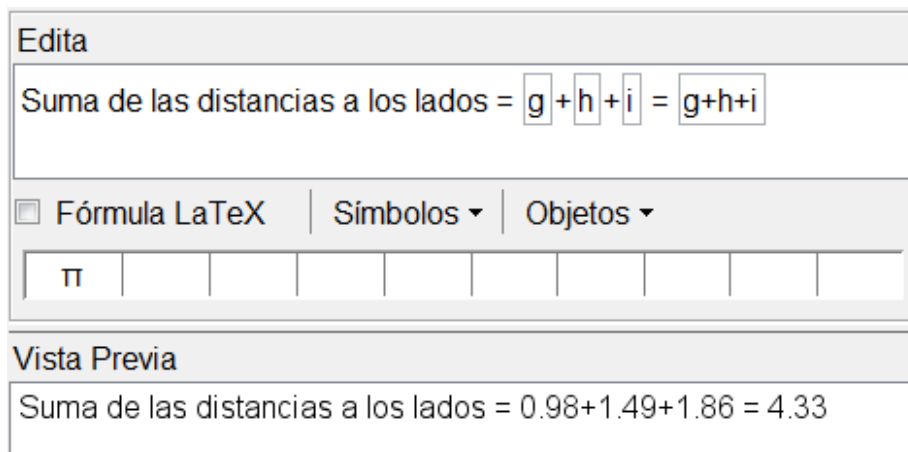 Edita
Suma de las distancias a los lados = g + h + i = g+h+i
Fórmula LaTeX Símbolos Objetos
π
Vista Previa
Suma de las distancias a los lados = 0.98+1.49+1.86 = 4.33